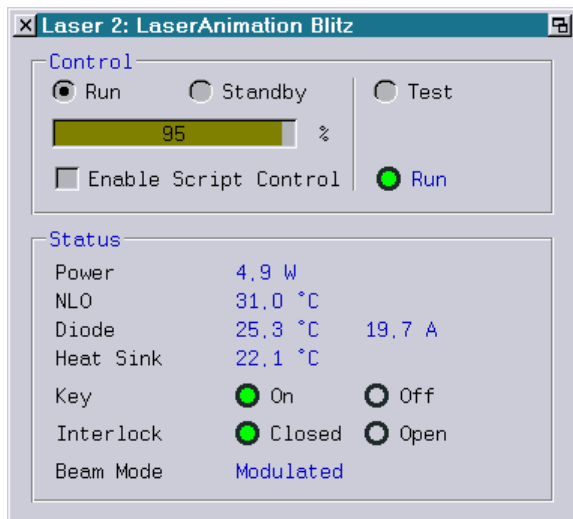 Laser 2: LaserAnimation Blitz
Control
Run Standby Test
95 %
Enable Script Control Run
Status
Power 4,9 W
NLO 31,0 °C
Diode 25,3 °C 19,7 A
Heat Sink 22,1 °C
Key On Off
Interlock Closed Open
Beam Mode Modulated